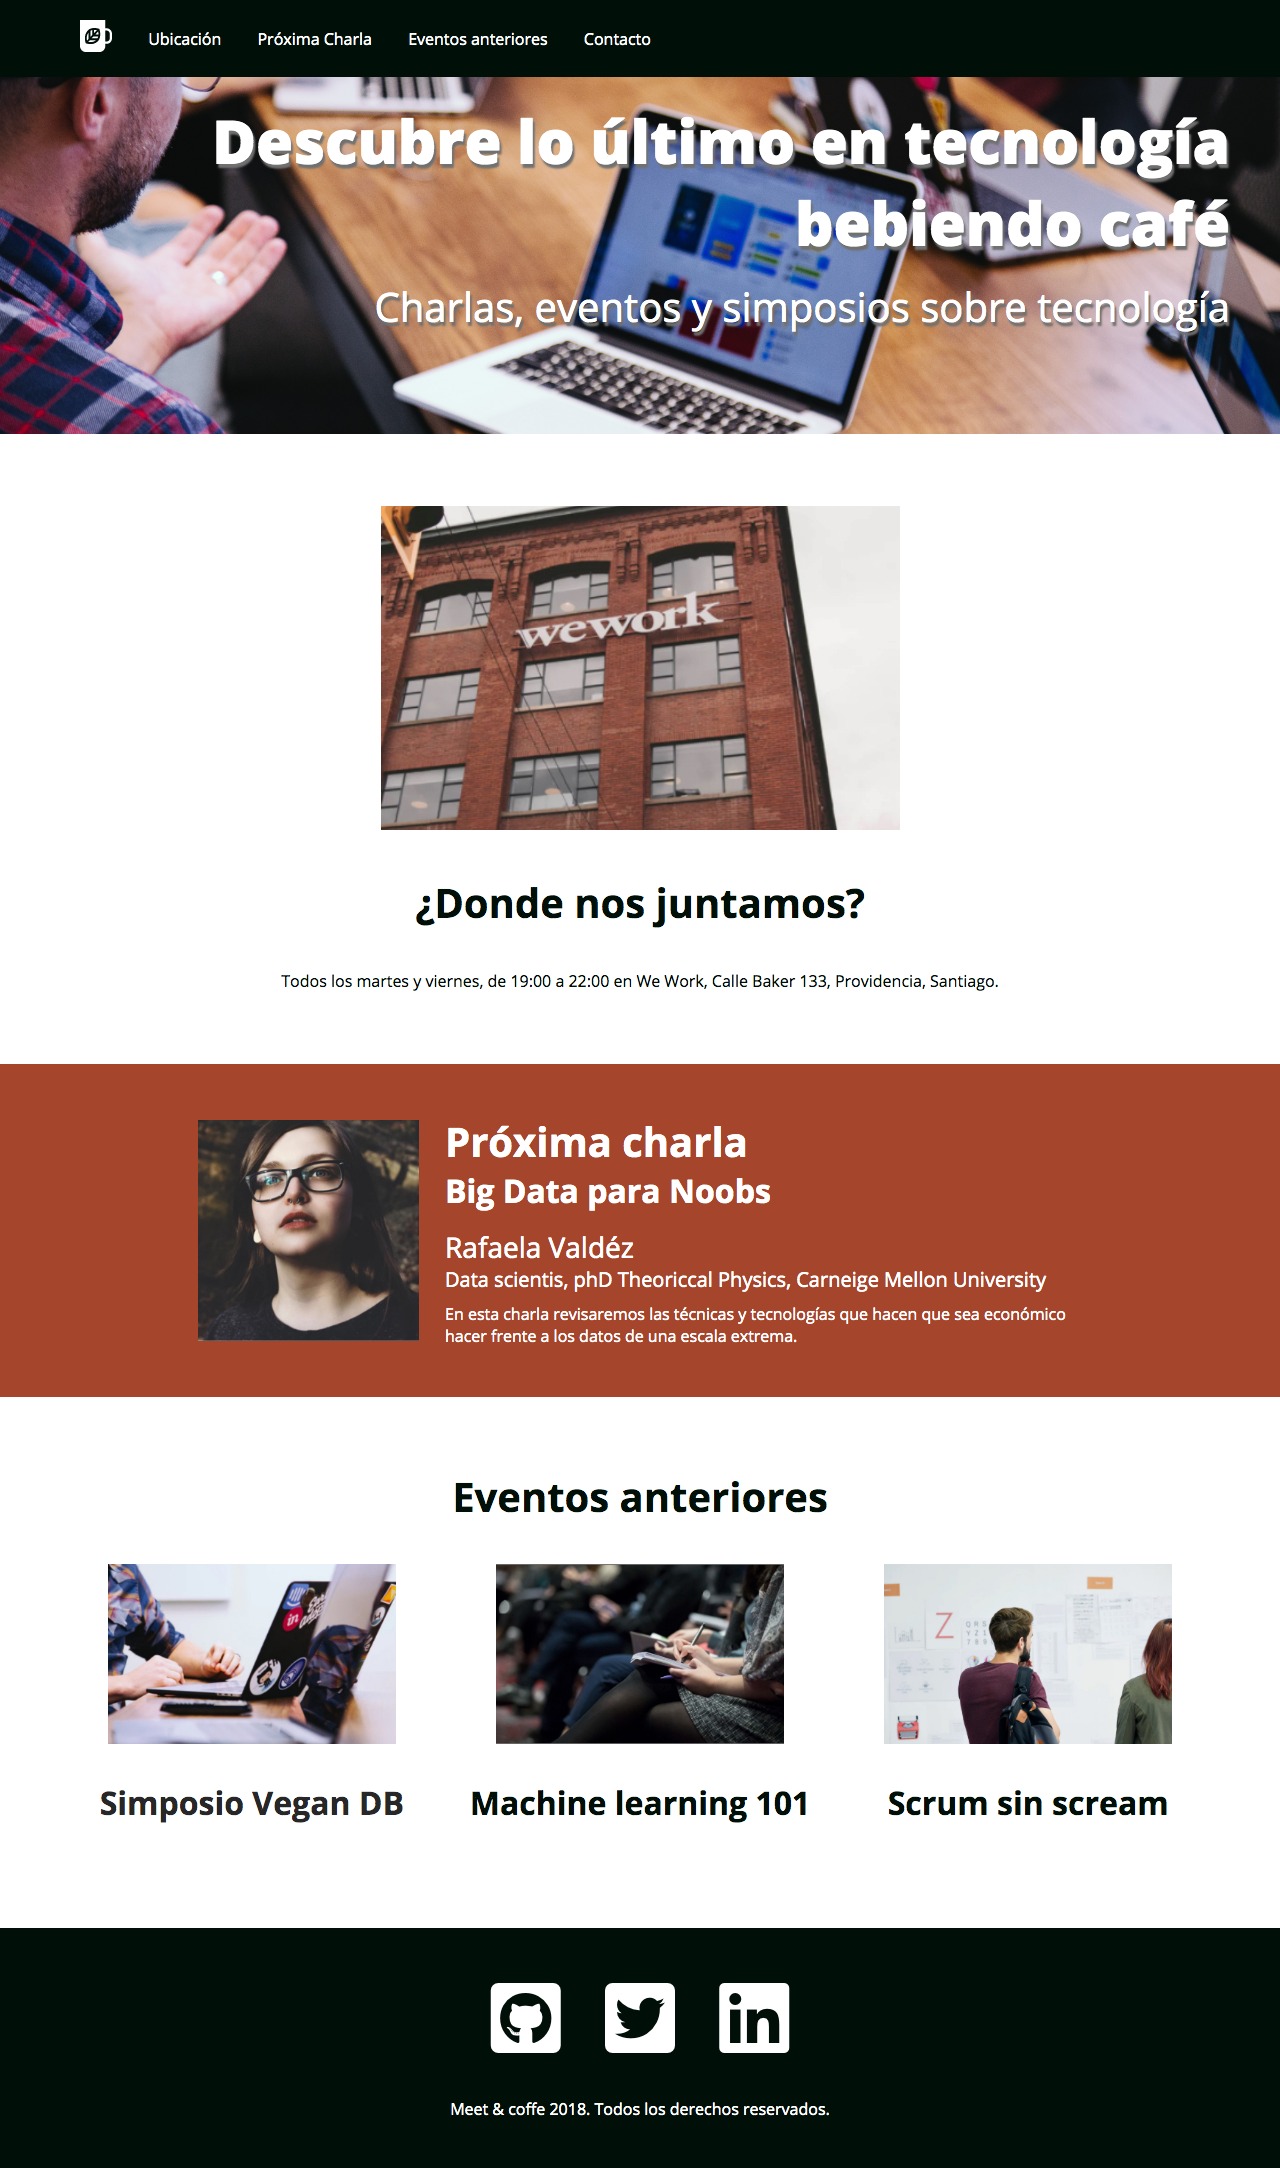 Ubicación
Próxima Charla
Eventos anteriores
Contacto
Descubre lo último en tecnología
bebiendo café
Charlas, eventos y simposios sobre tecnología
wework
¿Donde nos juntamos?
Todos los martes y viernes, de 19:00 a 22:00 en We Work, Calle Baker 133, Providencia, Santiago.
Próxima charla
Big Data para Noobs
Rafaela Valdéz
Data scientis, phD Theoriccal Physics, Carneige Mellon University
En esta charla revisaremos las técnicas y tecnologías que hacen que sea económico
hacer frente a los datos de una escala extrema.
Eventos anteriores
in
Z
Simposio Vegan DB
Machine learning 101
Scrum sin scream
in
Meet & coffe 2018. Todos los derechos reservados.